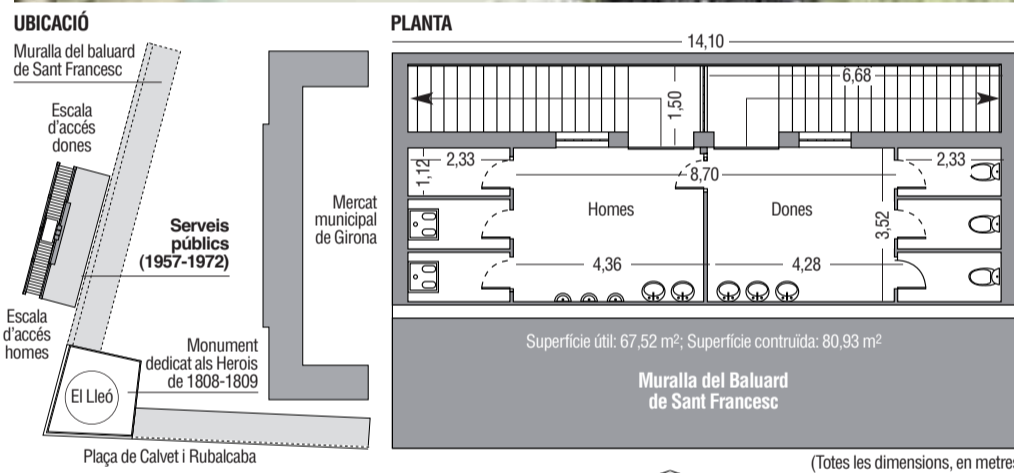 UBICACIÓ
Muralla del baluard
de Sant Francesc
Escala
d'accés
dones
Serveis
públics
(1957-1972)
Mercat
municipal
de Girona
Escala
d'accés
homes
Monument
dedicat als Herois
de 1808-1809
El Lleó
Plaça de Calvet i Rubalcaba
PLANTA
14,10
6,68
1,50
1,12
2,33
8,70
2,33
Homes
Dones
3,52
4,36
4,28
Superfície útil: 67,52 m²; Superfície contruïda: 80,93 m²
Muralla del Baluard
de Sant Francesc
(Totes les dimensions, en metres